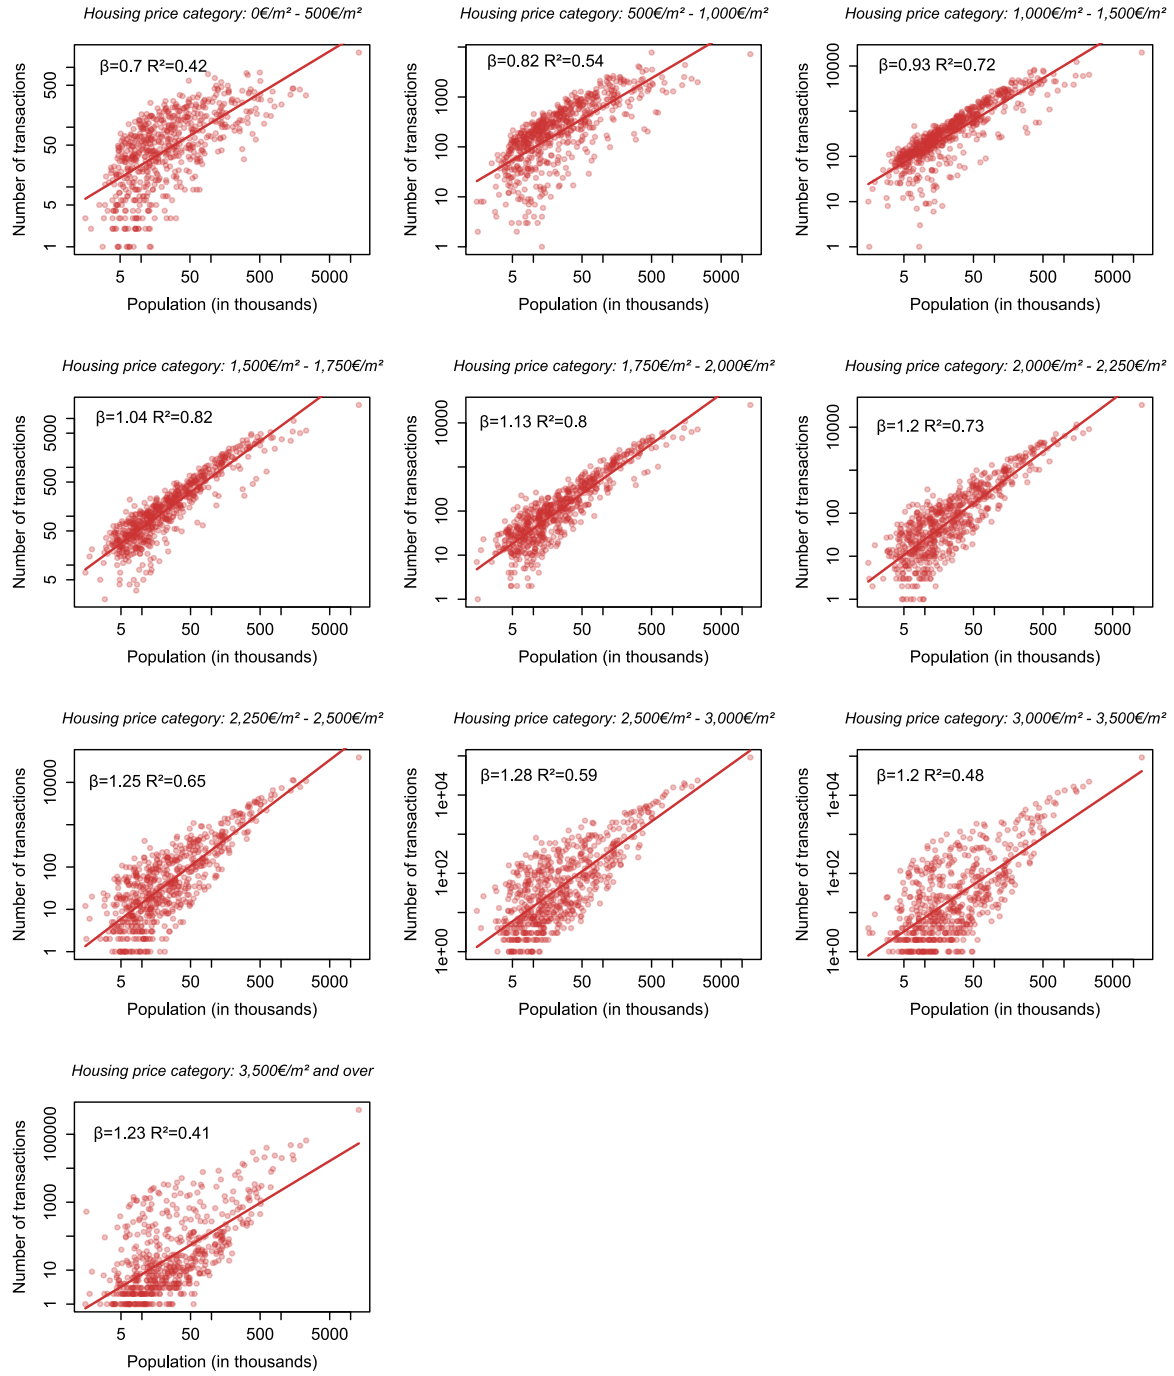 Housing price category: 0€/m² - 500€/m²
β=0.7 R²=0.42
Number of transactions
1 5 50 500
5 50 500 5000
Population (in thousands)
Housing price category: 500€/m² - 1,000€/m²
β=0.82 R²=0.54
Number of transactions
1 10 100 1000
5 50 500 5000
Population (in thousands)
Housing price category: 1,000€/m² - 1,500€/m²
β=0.93 R²=0.72
Number of transactions
1 10 100 10000
5 50 500 5000
Population (in thousands)
Housing price category: 1,500€/m² - 1,750€/m²
β=1.04 R²=0.82
Number of transactions
5 50 500 5000
5 50 500 5000
Population (in thousands)
Housing price category: 1,750€/m² - 2,000€/m²
β=1.13 R²=0.8
Number of transactions
1 10 100 10000
5 50 500 5000
Population (in thousands)
Housing price category: 2,000€/m² - 2,250€/m²
β=1.2 R²=0.73
Number of transactions
1 10 100 10000
5 50 500 5000
Population (in thousands)
Housing price category: 2,250€/m² - 2,500€/m²
β=1.25 R²=0.65
Number of transactions
1 10 100 10000
5 50 500 5000
Population (in thousands)
Housing price category: 2,500€/m² - 3,000€/m²
β=1.28 R²=0.59
Number of transactions
1e+00 1e+02 1e+04
5 50 500 5000
Population (in thousands)
Housing price category: 3,000€/m² - 3,500€/m²
β=1.2 R²=0.48
Number of transactions
1e+00 1e+02 1e+04
5 50 500 5000
Population (in thousands)
Housing price category: 3,500€/m² and over
β=1.23 R²=0.41
Number of transactions
1 10 1000 100000
5 50 500 5000
Population (in thousands)